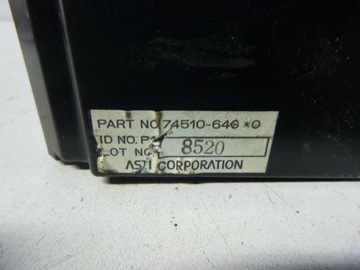 PART NO 74510-646 *0
ID NO. P
LOT NO 8520
ASTI CORPORATION